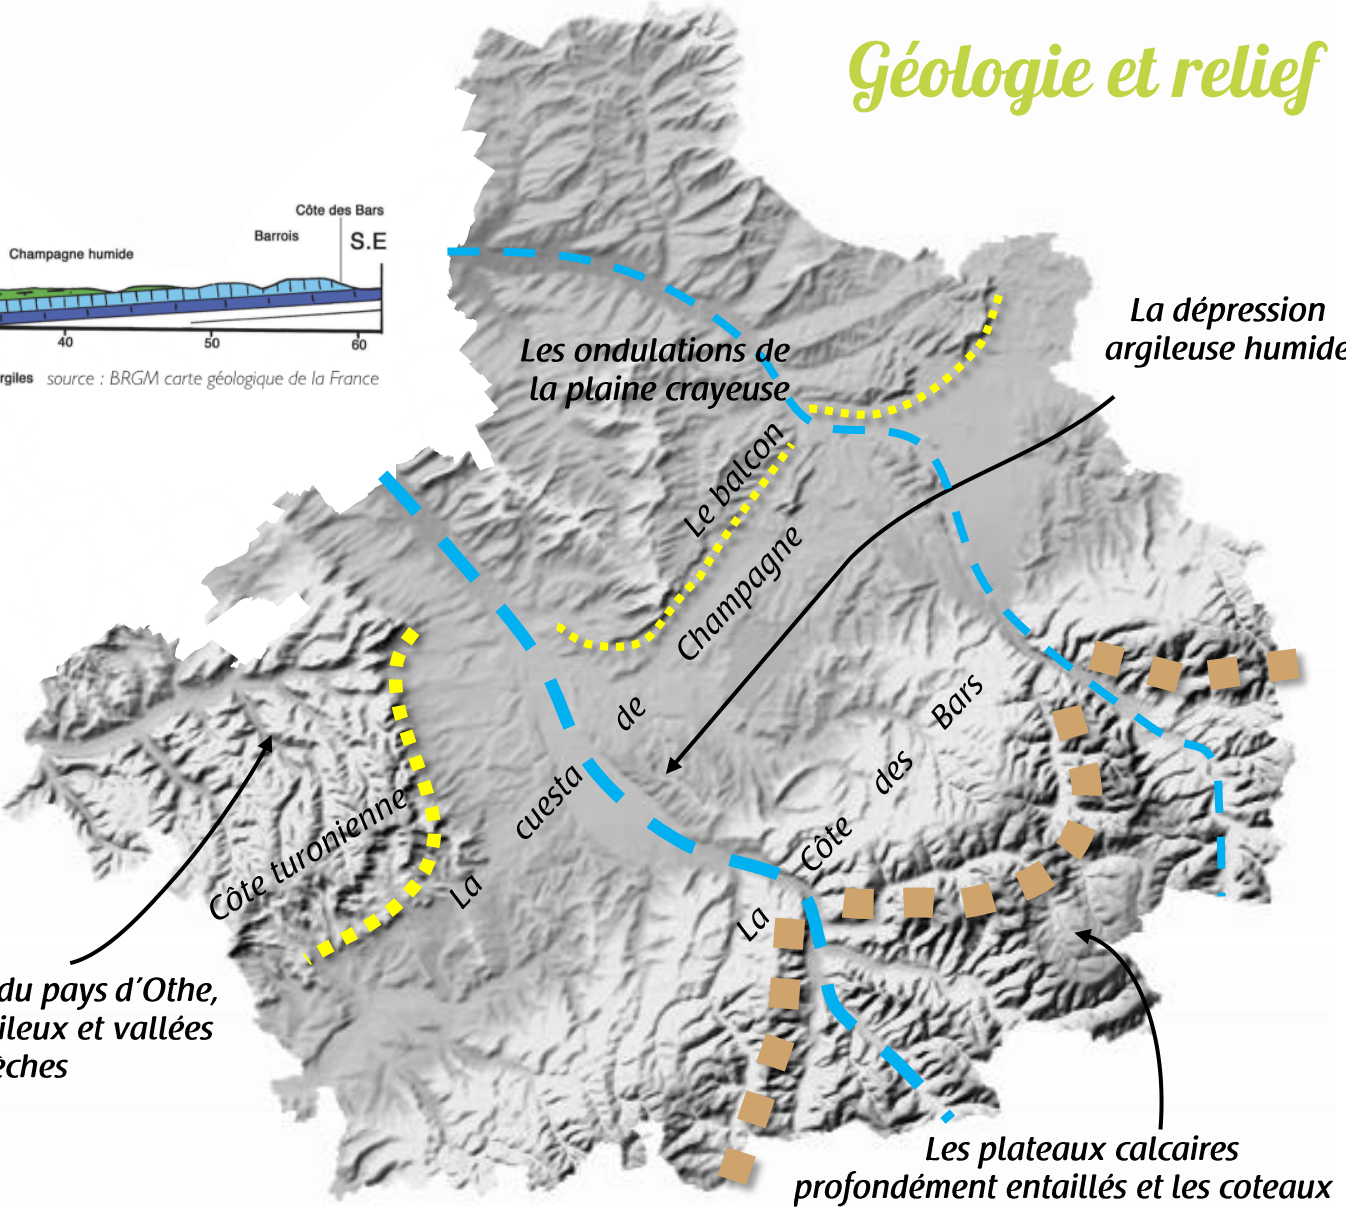 Géologie et relief
Côte des Bars
Barrois
S.E
Champagne humide
40
50
60
rgiles source : BRGM carte géologique de la France
La dépression
argileuse humide
Les ondulations de
la plaine crayeuse
Le balcon
Champagne
de
cuesta
La
Bars
des
Côte
La
Côte turonienne
du pays d'Othe,
ileux et vallées
èches
Les plateaux calcaires
profondément entaillés et les coteaux